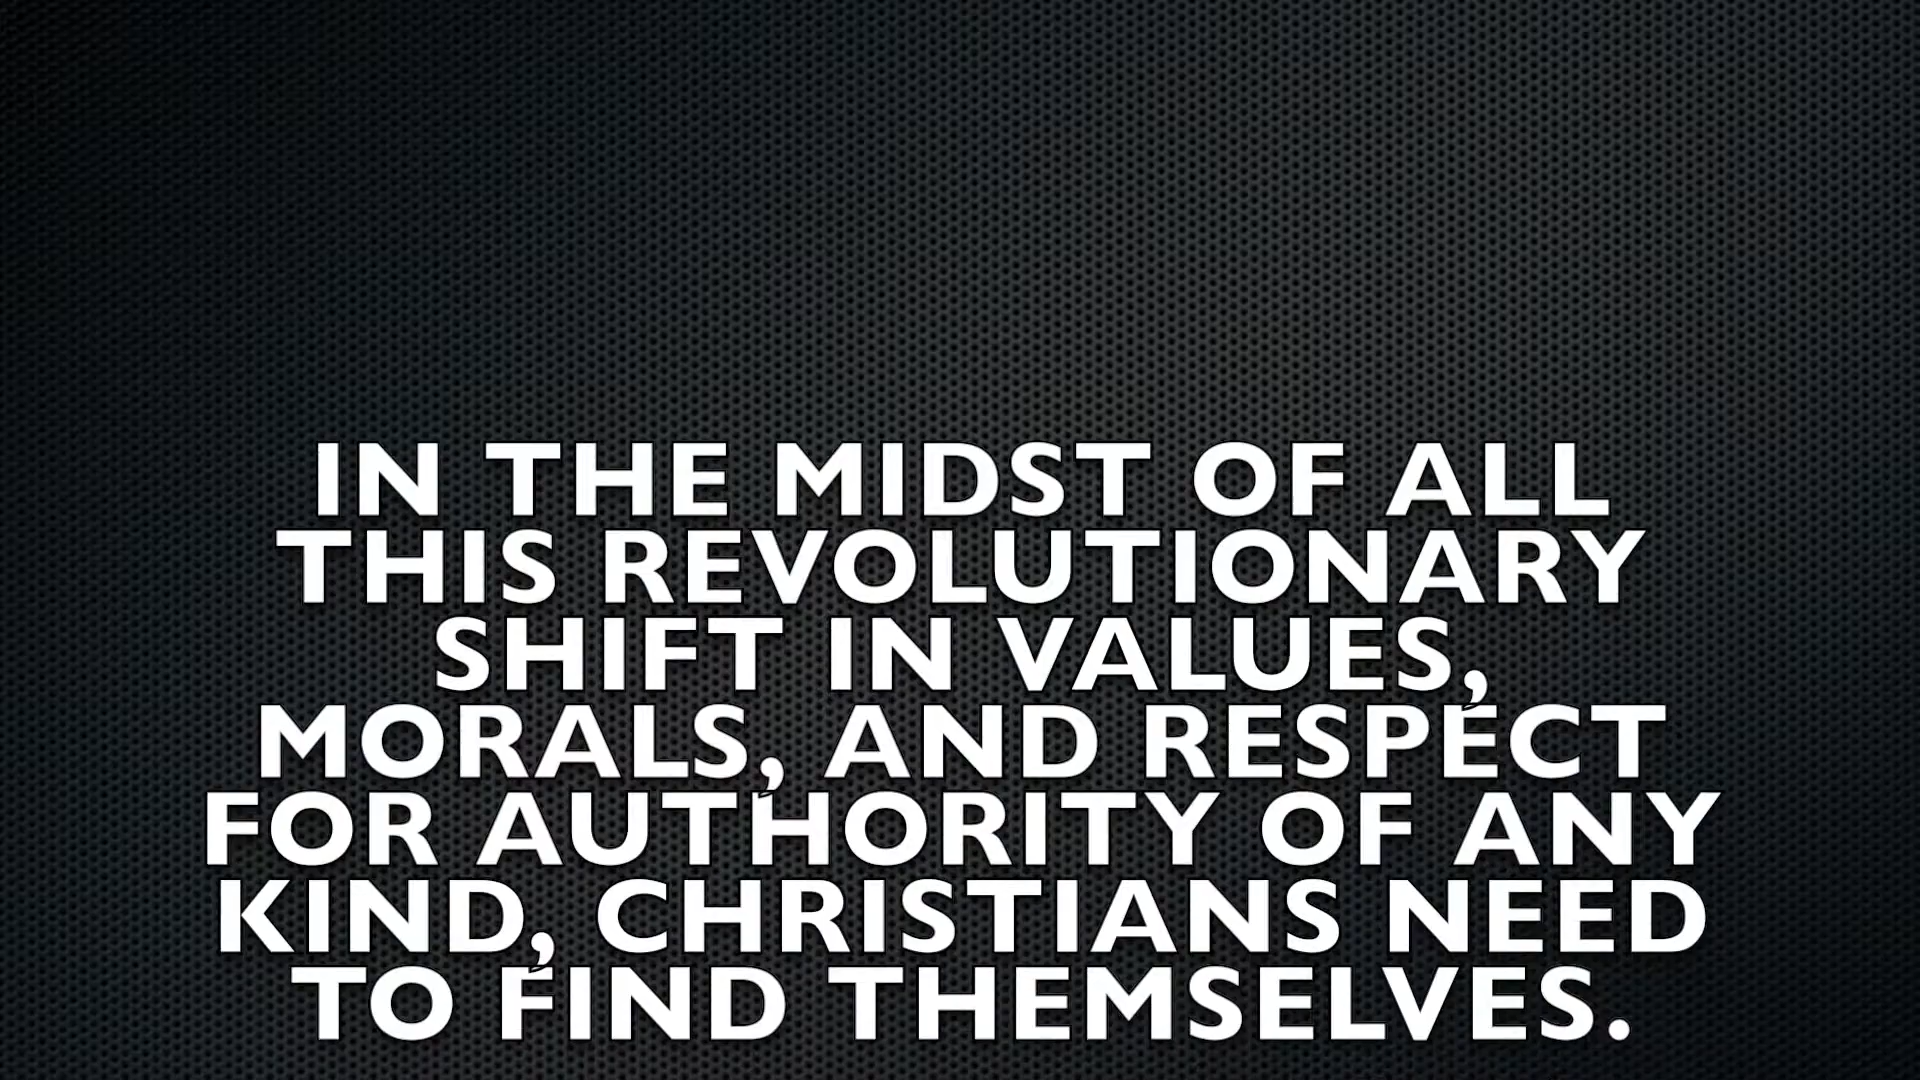 IN THE MIDST OF ALL
THIS REVOLUTIONARY
SHIFT IN VALUES,
MORALS, AND RESPECT
FOR AUTHORITY OF ANY
KIND, CHRISTIANS NEED
TO FIND THEMSELVES.